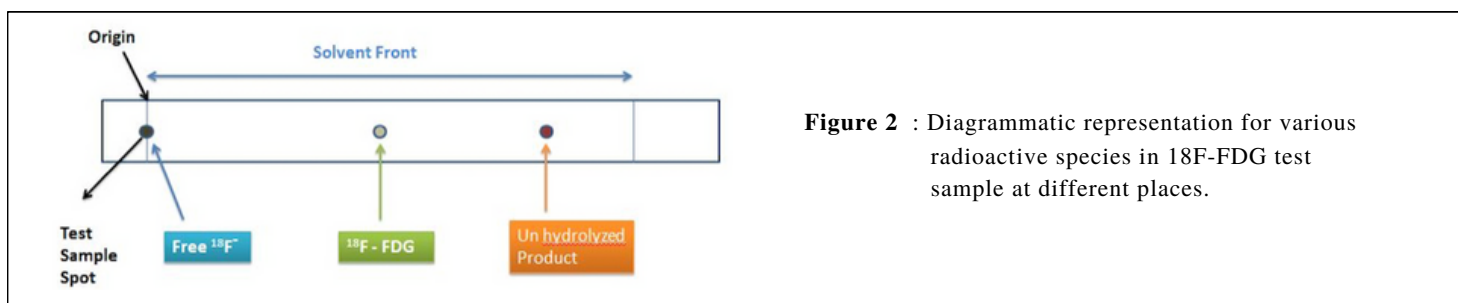 Origin
Solvent Front
Test
Sample
Spot
Free ¹⁸F⁻
¹⁸F - FDG
Un hydrolyzed
Product
Figure 2 : Diagrammatic representation for various
radioactive species in 18F-FDG test
sample at different places.